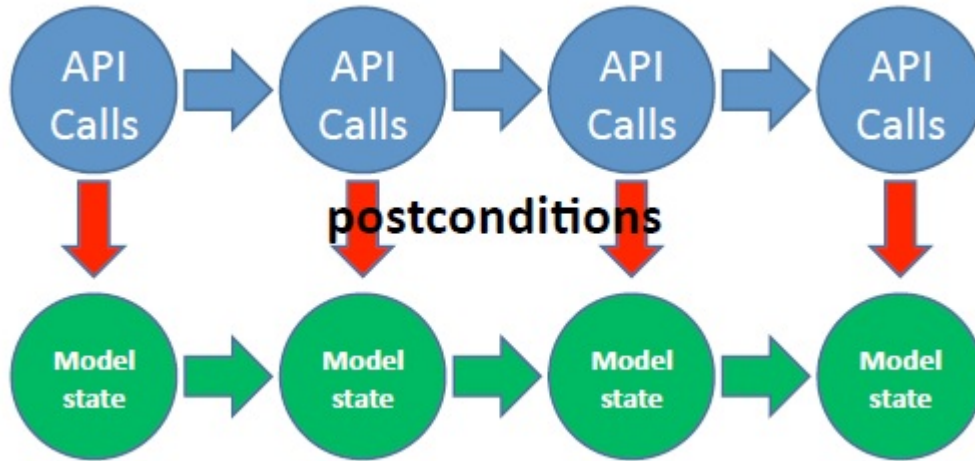 API
Calls
API
Calls
API
Calls
API
Calls
postconditions
Model
state
Model
state
Model
state
Model
state